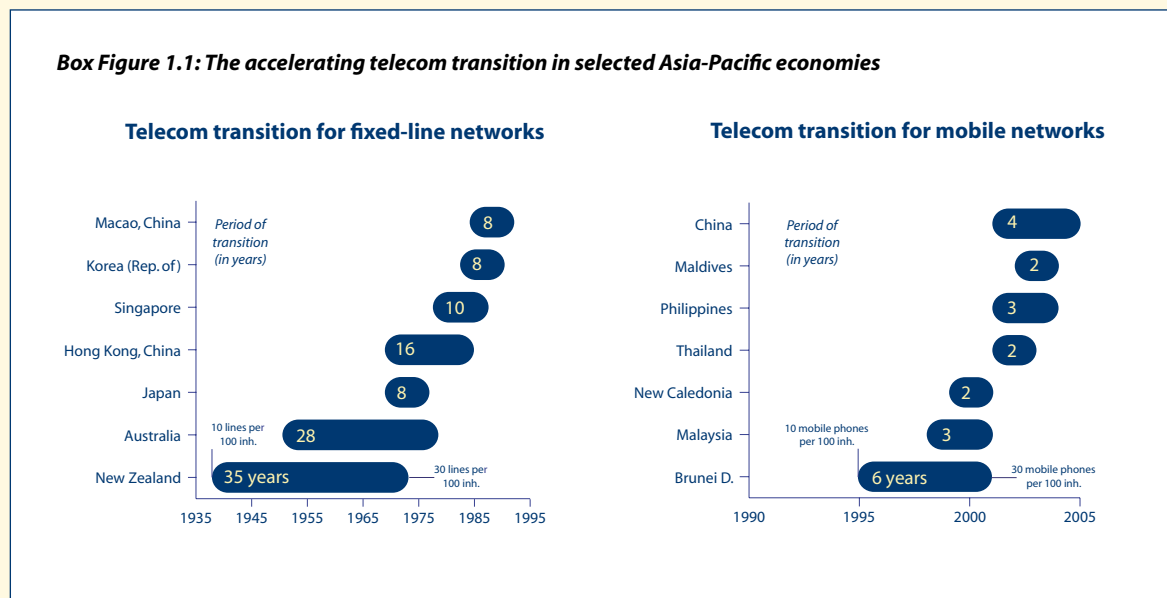 Box Figure 1.1: The accelerating telecom transition in selected Asia-Pacific economies
Telecom transition for fixed-line networks
Period of
transition
(in years)
Macao, China
8
Korea (Rep. of)
8
Singapore
10
Hong Kong, China
16
Japan
8
10 lines per
100 inh.
Australia
28
New Zealand
35 years
30 lines per
100 inh.
1935 1945 1955 1965 1975 1985 1995
Telecom transition for mobile networks
Period of
transition
(in years)
China
4
Maldives
2
Philippines
3
Thailand
2
New Caledonia
2
10 mobile phones
per 100 inh.
Malaysia
3
Brunei D.
6 years
30 mobile phones
per 100 inh.
1990 1995 2000 2005